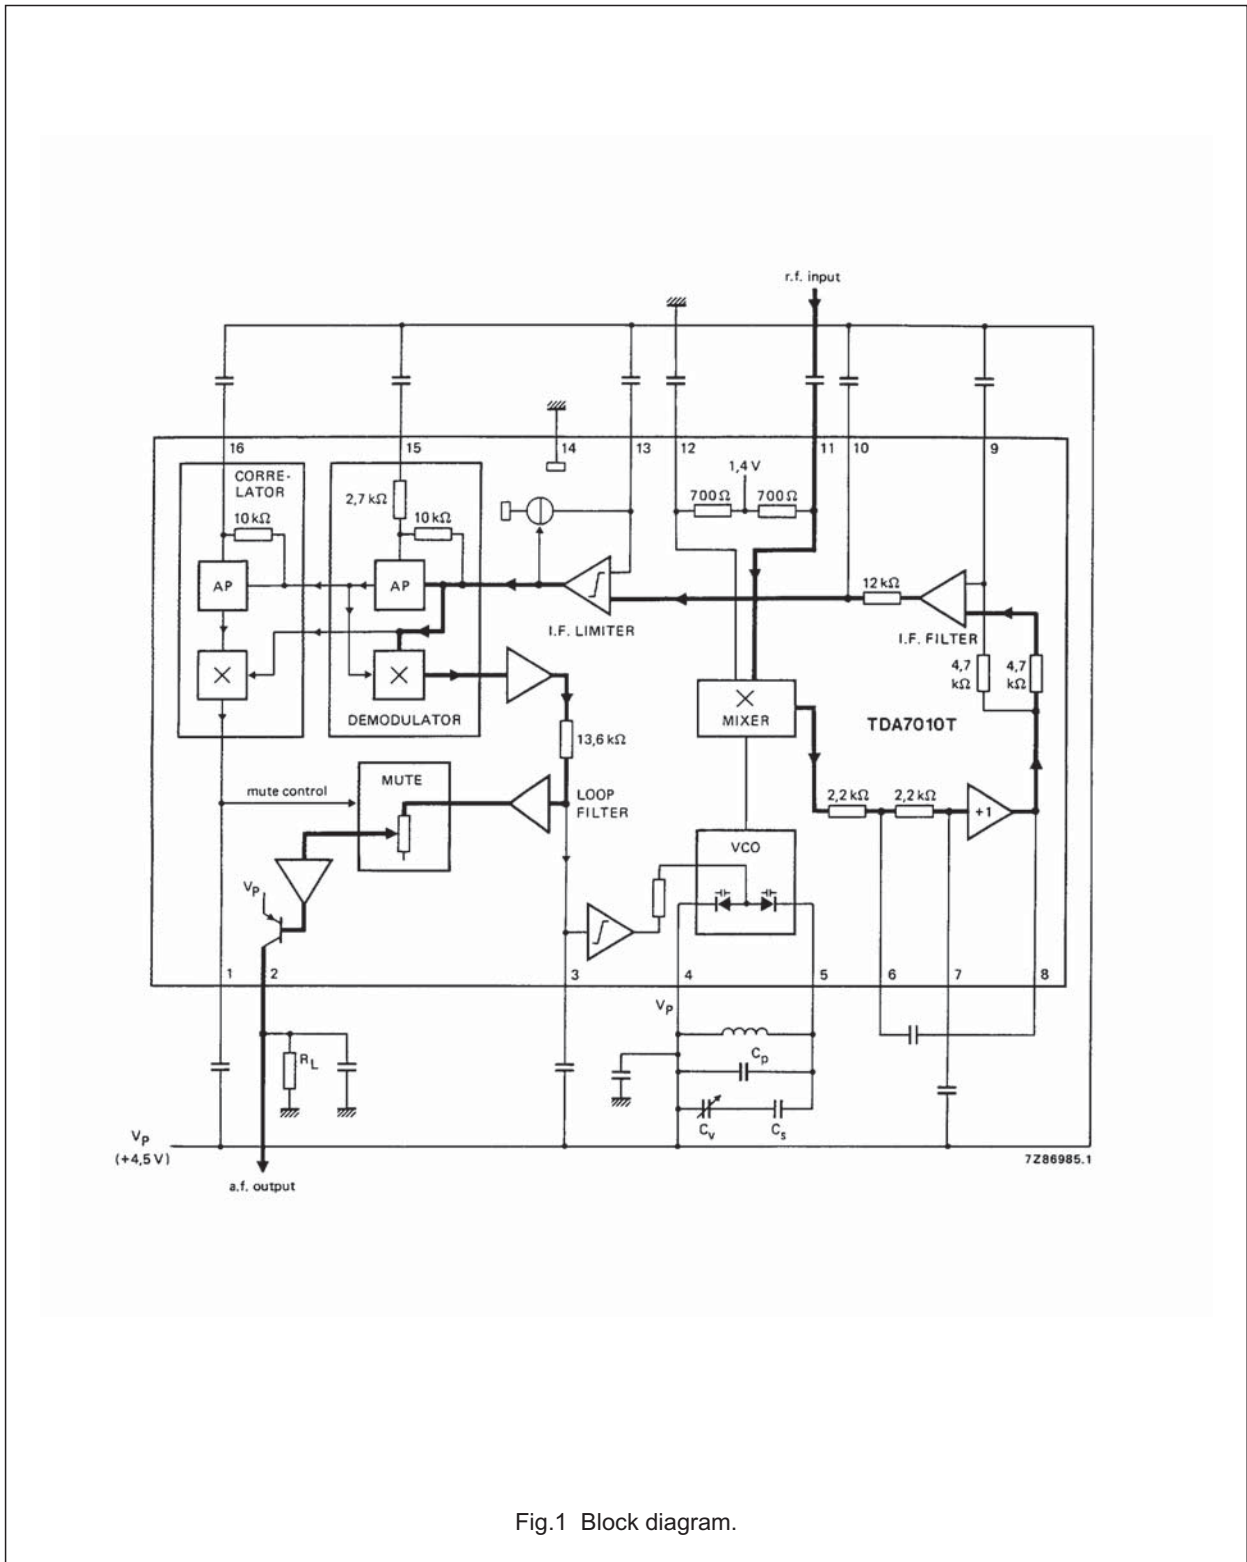 r.f. input
16
15
14
13
12
11
10
9
CORRE-
LATOR
2,7 kΩ
1,4 V
700 Ω
700 Ω
10 kΩ
10 kΩ
AP
AP
12 kΩ
I.F. LIMITER
I.F. FILTER
4,7
kΩ
4,7
kΩ
DEMODULATOR
MIXER
TDA7010T
13,6 kΩ
MUTE
mute control
LOOP
FILTER
2,2 kΩ
2,2 kΩ
+1
VCO
VP
1
2
3
4
5
6
7
8
VP
RL
Cp
Cv
Cs
VP
(+4,5 V)
7Z86985.1
a.f. output
Fig.1 Block diagram.